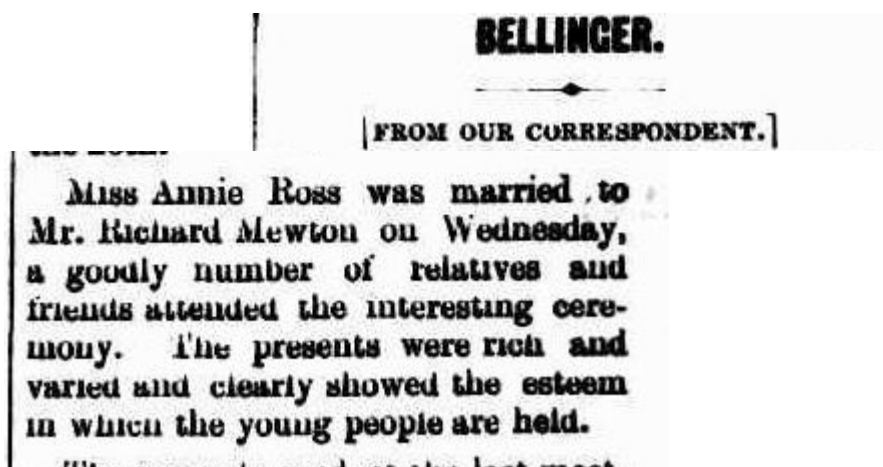 BELLINGER.
[FROM OUR CORRESPONDENT.]
Miss Annie Ross was married to
Mr. Richard Mewton on Wednesday,
a goodly number of relatives and
friends attended the interesting cere-
mony. The presents were rich and
varied and clearly showed the esteem
in which the young people are held.